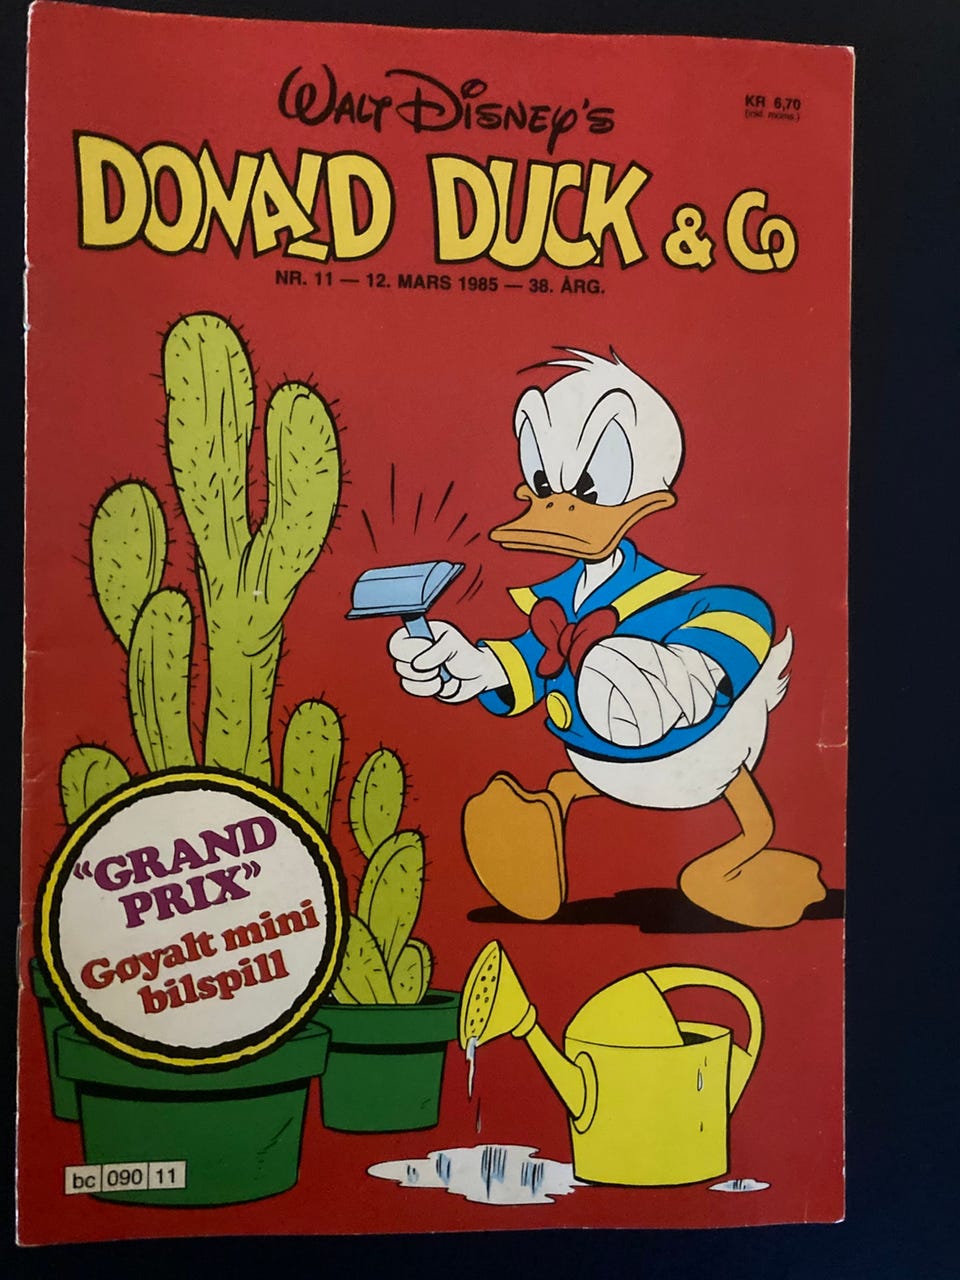 WALT DISNEY'S
KR 6,70
(inkl. moms.)
DONALD DUCK & Co
NR. 11 — 12. MARS 1985 — 38. ÅRG.
«GRAND
PRIX»
Gøyalt mini
bilspill
bc 090 11